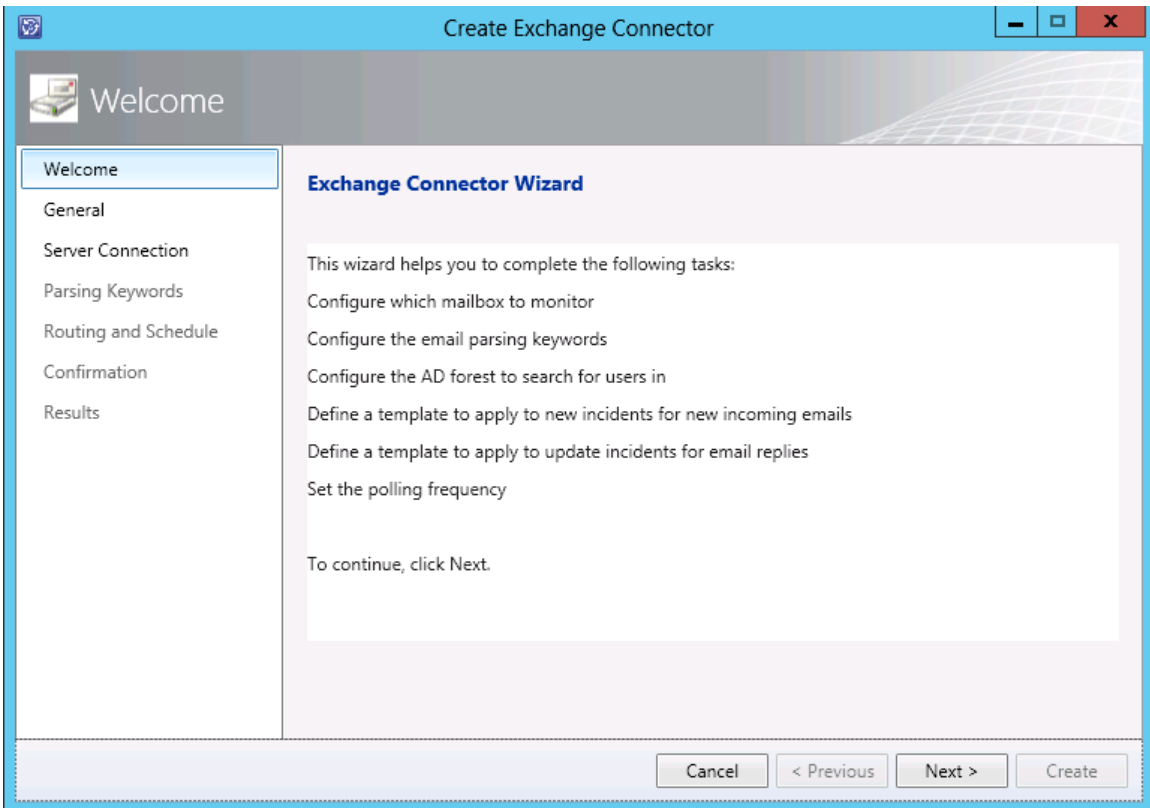 Create Exchange Connector
Welcome
Welcome
General
Server Connection
Parsing Keywords
Routing and Schedule
Confirmation
Results
Exchange Connector Wizard
This wizard helps you to complete the following tasks:
Configure which mailbox to monitor
Configure the email parsing keywords
Configure the AD forest to search for users in
Define a template to apply to new incidents for new incoming emails
Define a template to apply to update incidents for email replies
Set the polling frequency
To continue, click Next.
Cancel
< Previous
Next >
Create